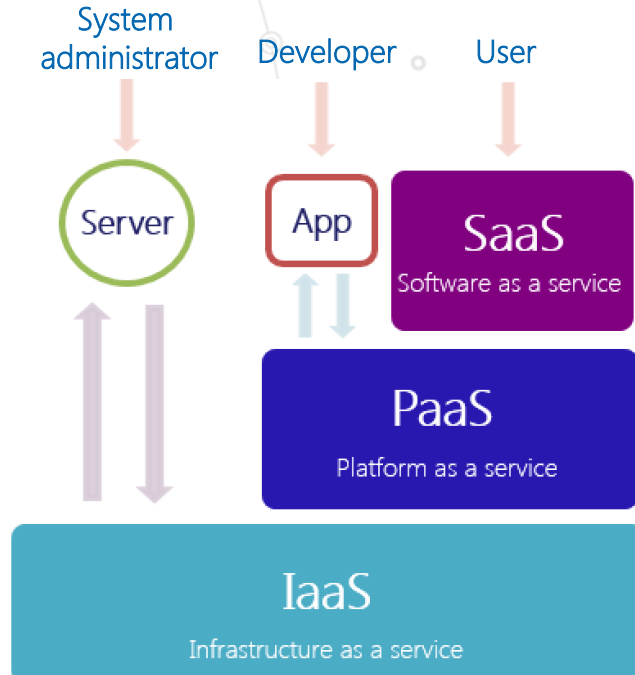 System
administrator
Developer
User
Server
App
SaaS
Software as a service
PaaS
Platform as a service
IaaS
Infrastructure as a service